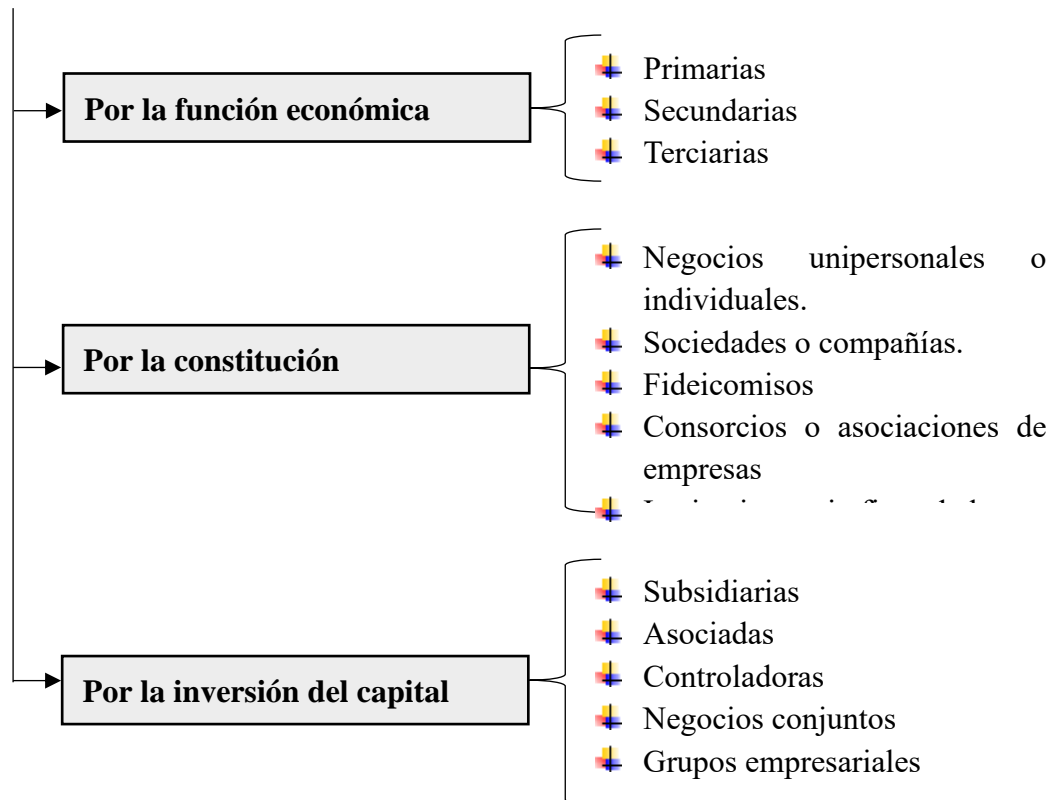 Por la función económica
Primarias
Secundarias
Terciarias
Por la constitución
Negocios unipersonales o
individuales.
Sociedades o compañías.
Fideicomisos
Consorcios o asociaciones de
empresas
Por la inversión del capital
Subsidiarias
Asociadas
Controladoras
Negocios conjuntos
Grupos empresariales